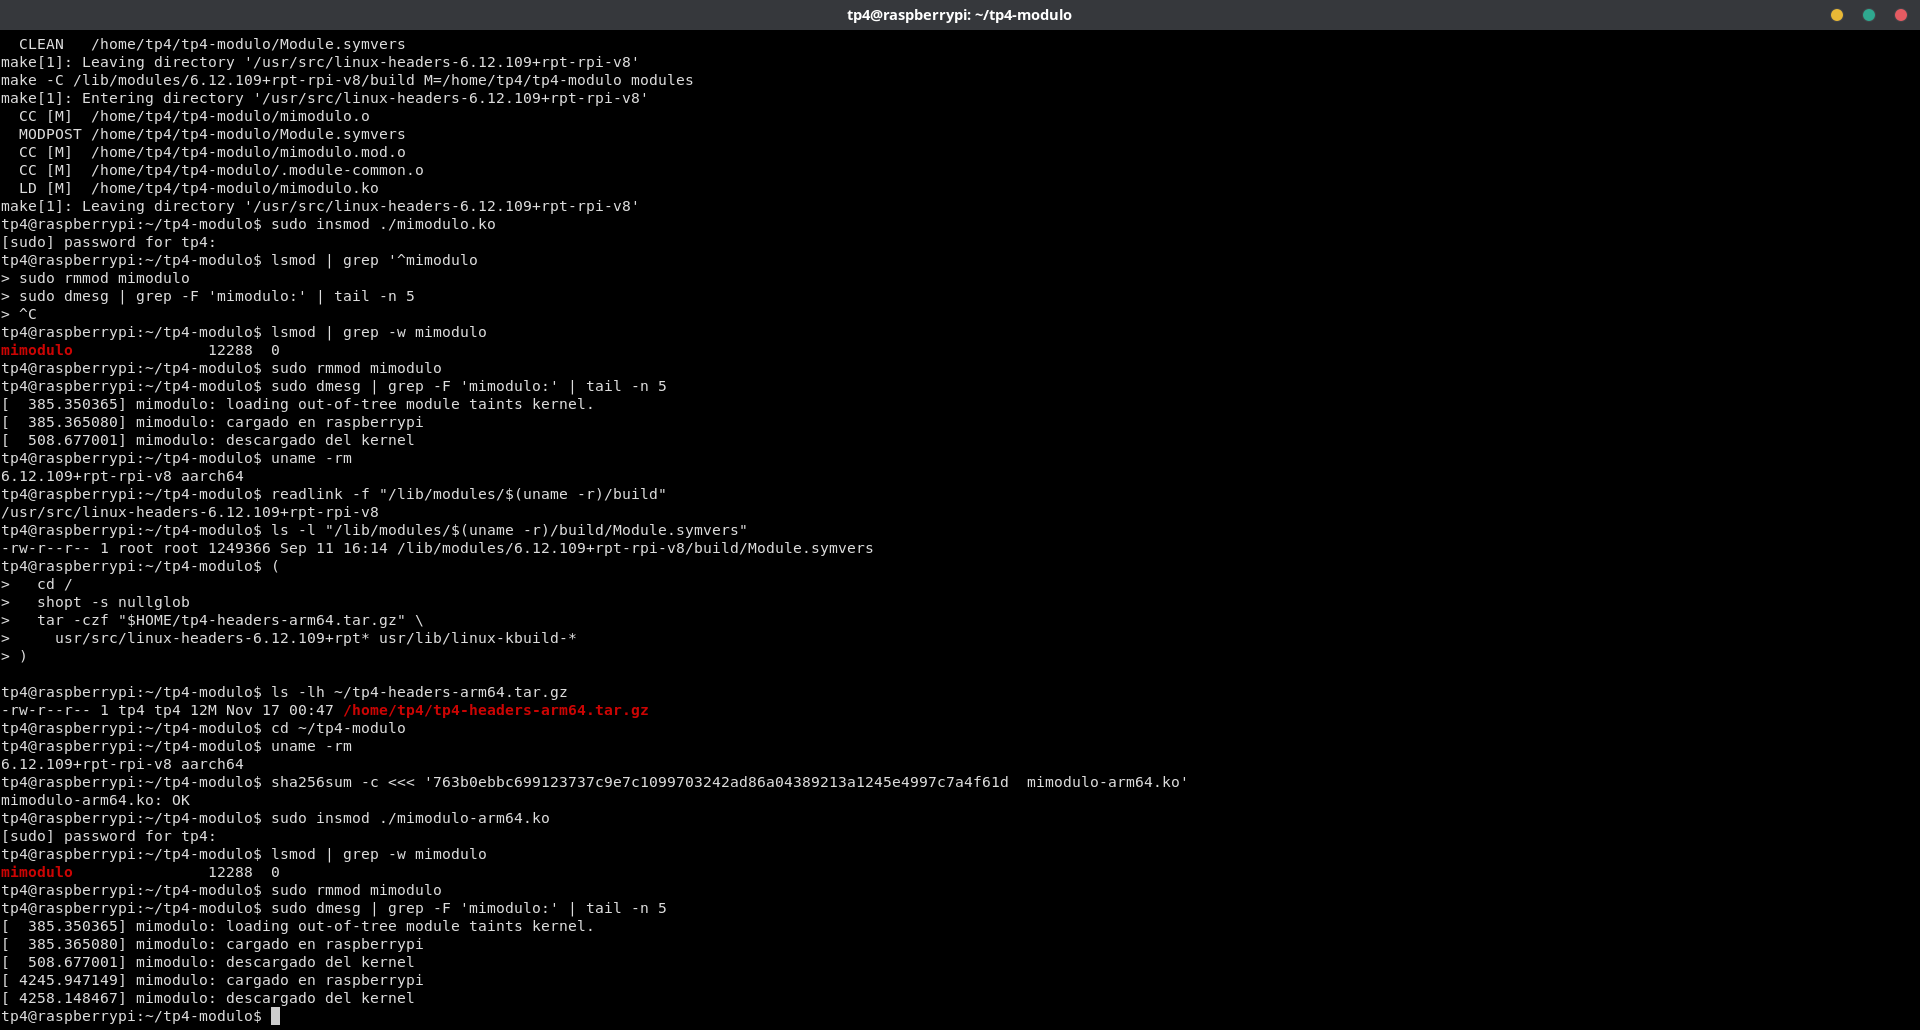 tp4@raspberrypi: ~/tp4-modulo
  CLEAN   /home/tp4/tp4-modulo/Module.symvers
make[1]: Leaving directory '/usr/src/linux-headers-6.12.109+rpt-rpi-v8'
make -C /lib/modules/6.12.109+rpt-rpi-v8/build M=/home/tp4/tp4-modulo modules
make[1]: Entering directory '/usr/src/linux-headers-6.12.109+rpt-rpi-v8'
  CC [M]  /home/tp4/tp4-modulo/mimodulo.o
  MODPOST /home/tp4/tp4-modulo/Module.symvers
  CC [M]  /home/tp4/tp4-modulo/mimodulo.mod.o
  CC [M]  /home/tp4/tp4-modulo/.module-common.o
  LD [M]  /home/tp4/tp4-modulo/mimodulo.ko
make[1]: Leaving directory '/usr/src/linux-headers-6.12.109+rpt-rpi-v8'
tp4@raspberrypi:~/tp4-modulo$ sudo insmod ./mimodulo.ko
[sudo] password for tp4:
tp4@raspberrypi:~/tp4-modulo$ lsmod | grep '^mimodulo
> sudo rmmod mimodulo
> sudo dmesg | grep -F 'mimodulo:' | tail -n 5
> ^C
tp4@raspberrypi:~/tp4-modulo$ lsmod | grep -w mimodulo
mimodulo               12288  0
tp4@raspberrypi:~/tp4-modulo$ sudo rmmod mimodulo
tp4@raspberrypi:~/tp4-modulo$ sudo dmesg | grep -F 'mimodulo:' | tail -n 5
[  385.350365] mimodulo: loading out-of-tree module taints kernel.
[  385.365080] mimodulo: cargado en raspberrypi
[  508.677001] mimodulo: descargado del kernel
tp4@raspberrypi:~/tp4-modulo$ uname -rm
6.12.109+rpt-rpi-v8 aarch64
tp4@raspberrypi:~/tp4-modulo$ readlink -f "/lib/modules/$(uname -r)/build"
/usr/src/linux-headers-6.12.109+rpt-rpi-v8
tp4@raspberrypi:~/tp4-modulo$ ls -l "/lib/modules/$(uname -r)/build/Module.symvers"
-rw-r--r-- 1 root root 1249366 Sep 11 16:14 /lib/modules/6.12.109+rpt-rpi-v8/build/Module.symvers
tp4@raspberrypi:~/tp4-modulo$ (
>   cd /
>   shopt -s nullglob
>   tar -czf "$HOME/tp4-headers-arm64.tar.gz" \
>     usr/src/linux-headers-6.12.109+rpt* usr/lib/linux-kbuild-*
> )
tp4@raspberrypi:~/tp4-modulo$ ls -lh ~/tp4-headers-arm64.tar.gz
-rw-r--r-- 1 tp4 tp4 12M Nov 17 00:47 /home/tp4/tp4-headers-arm64.tar.gz
tp4@raspberrypi:~/tp4-modulo$ cd ~/tp4-modulo
tp4@raspberrypi:~/tp4-modulo$ uname -rm
6.12.109+rpt-rpi-v8 aarch64
tp4@raspberrypi:~/tp4-modulo$ sha256sum -c <<< '763b0ebbc699123737c9e7c1099703242ad86a04389213a1245e4997c7a4f61d  mimodulo-arm64.ko'
mimodulo-arm64.ko: OK
tp4@raspberrypi:~/tp4-modulo$ sudo insmod ./mimodulo-arm64.ko
[sudo] password for tp4:
tp4@raspberrypi:~/tp4-modulo$ lsmod | grep -w mimodulo
mimodulo               12288  0
tp4@raspberrypi:~/tp4-modulo$ sudo rmmod mimodulo
tp4@raspberrypi:~/tp4-modulo$ sudo dmesg | grep -F 'mimodulo:' | tail -n 5
[  385.350365] mimodulo: loading out-of-tree module taints kernel.
[  385.365080] mimodulo: cargado en raspberrypi
[  508.677001] mimodulo: descargado del kernel
[ 4245.947149] mimodulo: cargado en raspberrypi
[ 4258.148467] mimodulo: descargado del kernel
tp4@raspberrypi:~/tp4-modulo$